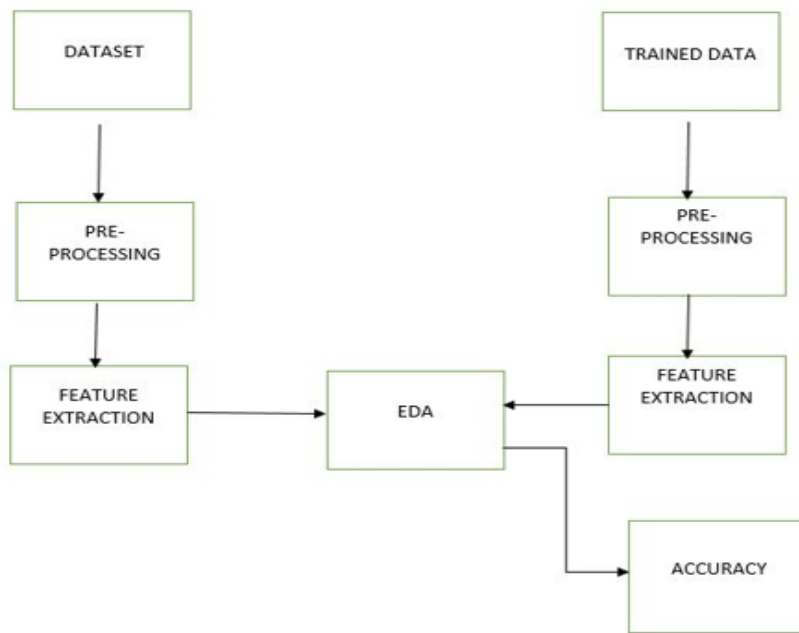 DATASET
TRAINED DATA
PRE-
PROCESSING
PRE-
PROCESSING
FEATURE
EXTRACTION
EDA
FEATURE
EXTRACTION
ACCURACY